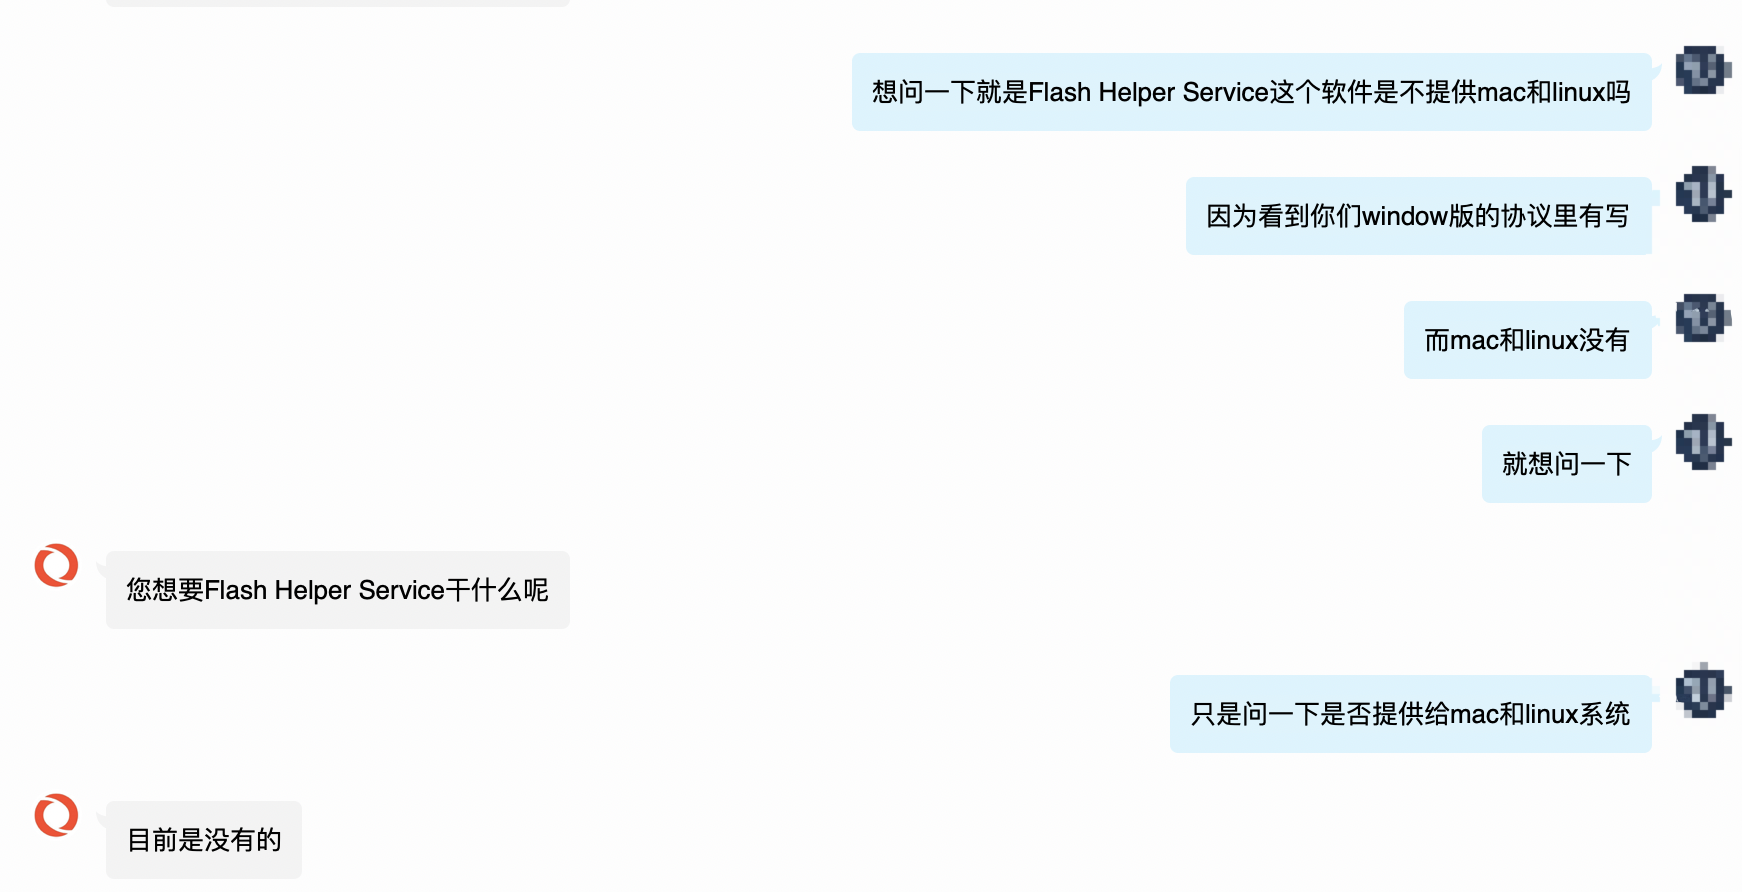 想问一下就是Flash Helper Service这个软件是不提供mac和linux吗
因为看到你们window版的协议里有写
而mac和linux没有
就想问一下
您想要Flash Helper Service干什么呢
只是问一下是否提供给mac和linux系统
目前是没有的